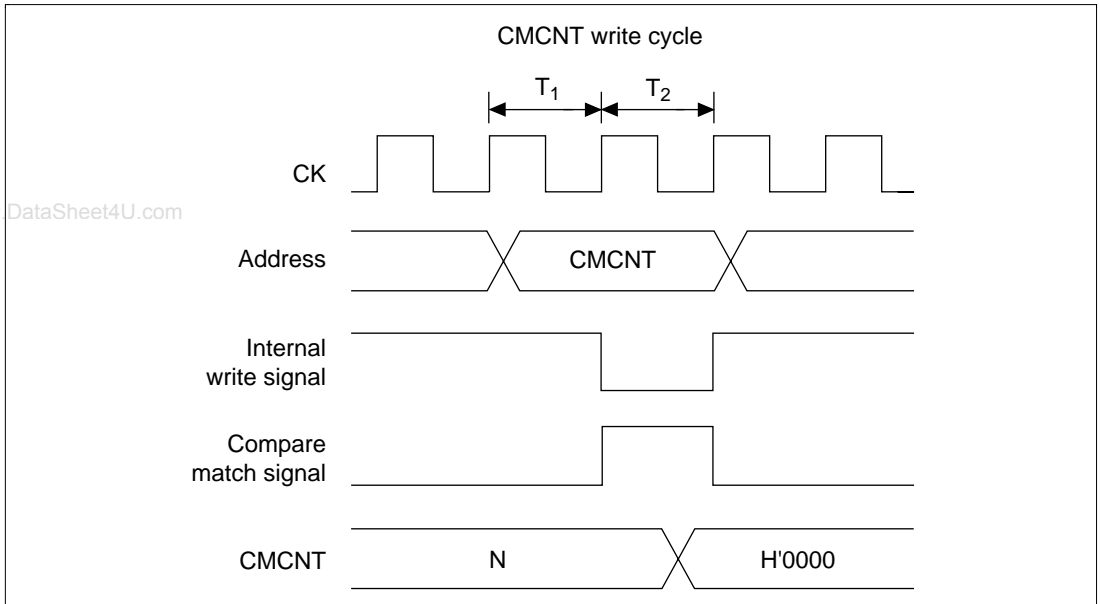 CMCNT write cycle
T1 T2
CK
DataSheet4U.com
Address CMCNT
Internal
write signal
Compare
match signal
CMCNT N H'0000